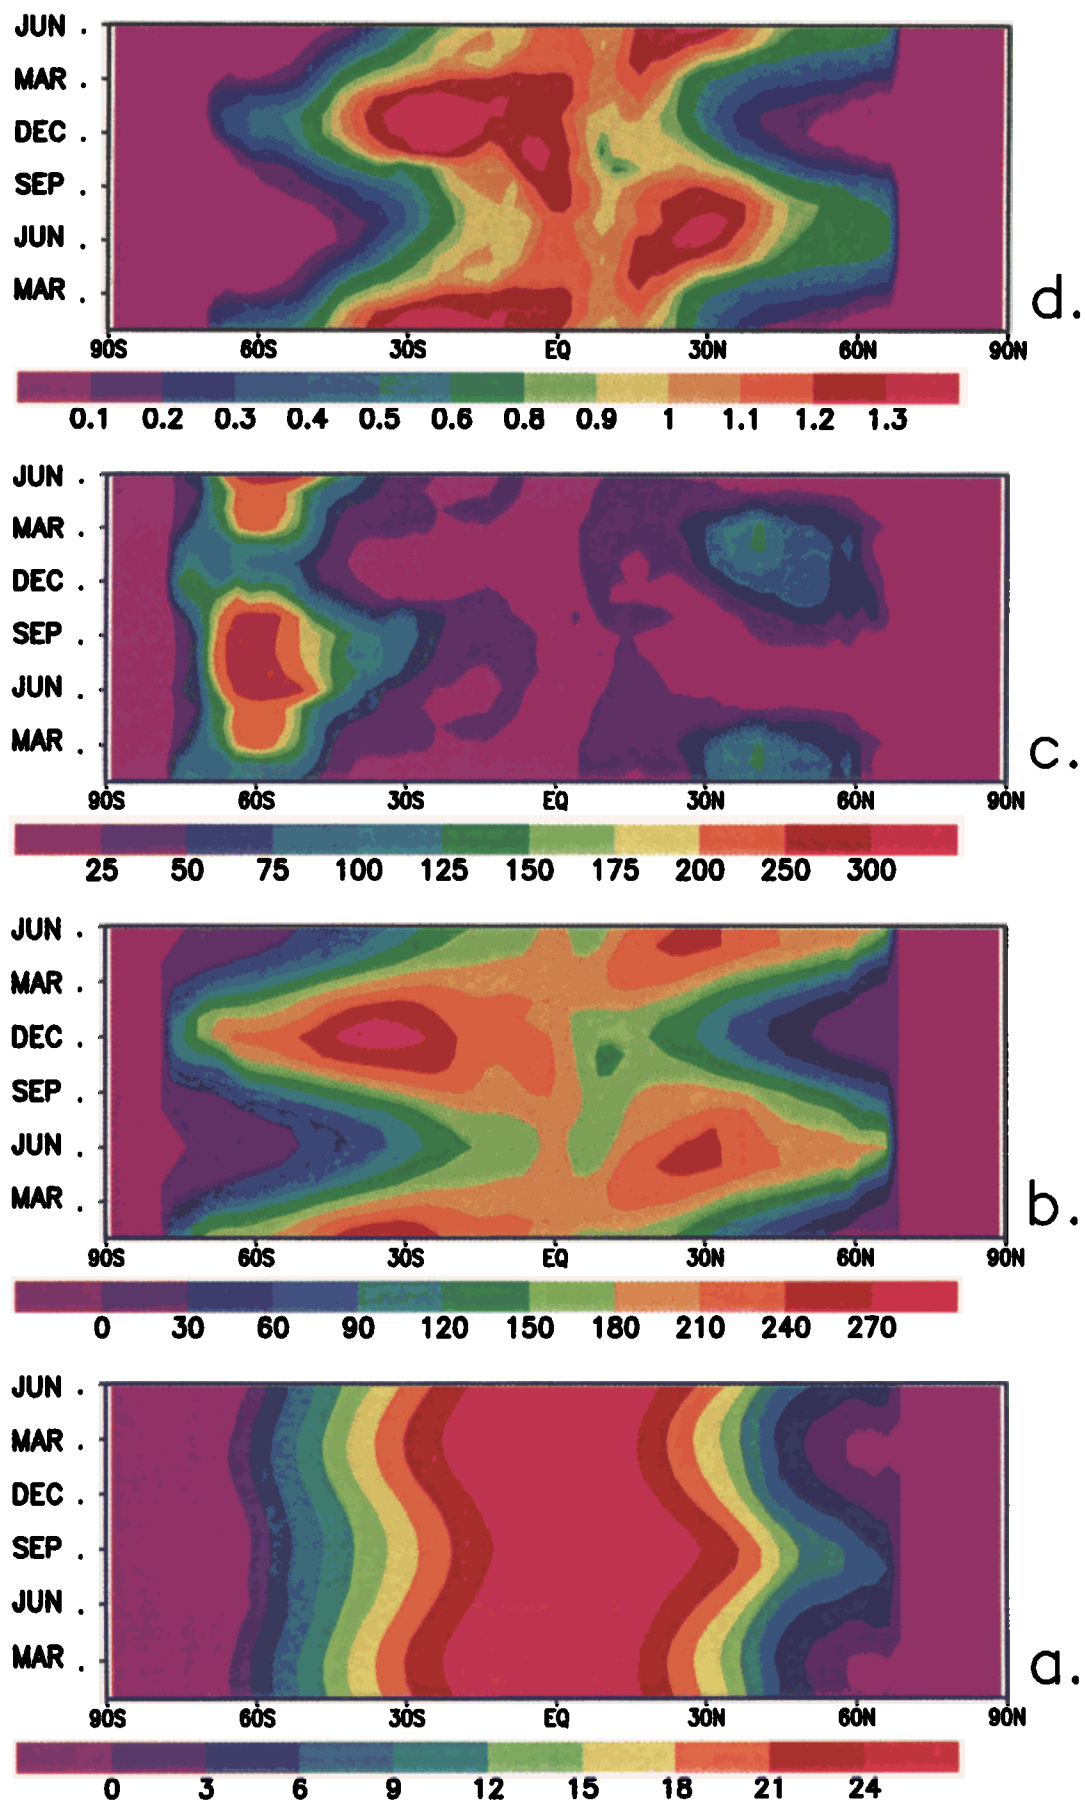 JUN .
MAR .
DEC .
SEP .
JUN .
MAR .
d.
90S 60S 30S EQ 30N 60N 90N
0.1 0.2 0.3 0.4 0.5 0.6 0.8 0.9 1 1.1 1.2 1.3
JUN .
MAR .
DEC .
SEP .
JUN .
MAR .
c.
90S 60S 30S EQ 30N 60N 90N
25 50 75 100 125 150 175 200 250 300
JUN .
MAR .
DEC .
SEP .
JUN .
MAR .
b.
90S 60S 30S EQ 30N 60N 90N
0 30 60 90 120 150 180 210 240 270
JUN .
MAR .
DEC .
SEP .
JUN .
MAR .
a.
90S 60S 30S EQ 30N 60N 90N
0 3 6 9 12 15 18 21 24